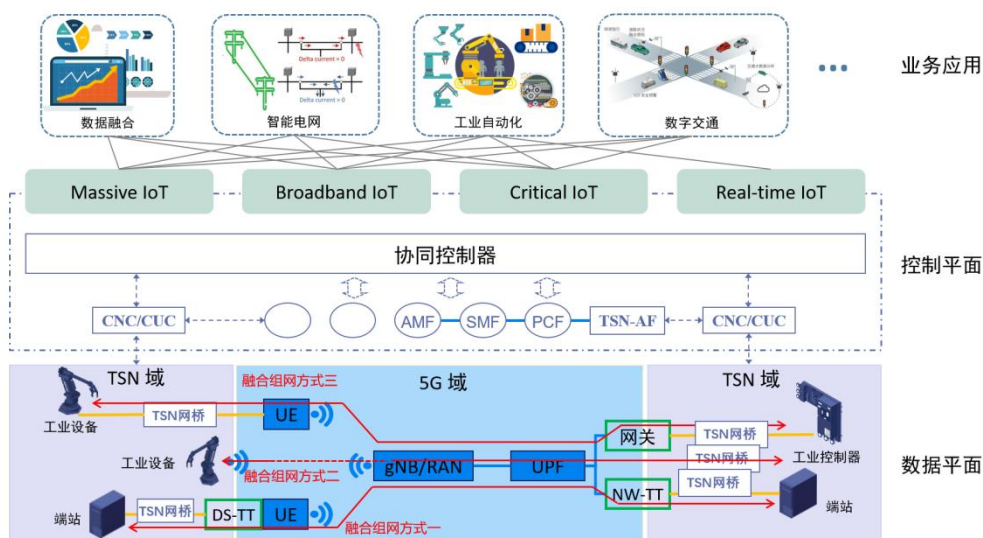 业务应用
Delta current = 0
Delta current > 0
数据融合
智能电网
工业自动化
数字交通
Massive IoT
Broadband IoT
Critical IoT
Real-time IoT
协同控制器
控制平面
CNC/CUC
AMF
SMF
PCF
TSN-AF
CNC/CUC
TSN 域
5G 域
TSN 域
融合组网方式三
工业设备
TSN网桥
UE
网关
TSN网桥
工业控制器
工业设备
融合组网方式二
gNB/RAN
UPF
TSN网桥
数据平面
端站
TSN网桥
DS-TT
UE
融合组网方式一
NW-TT
TSN网桥
端站